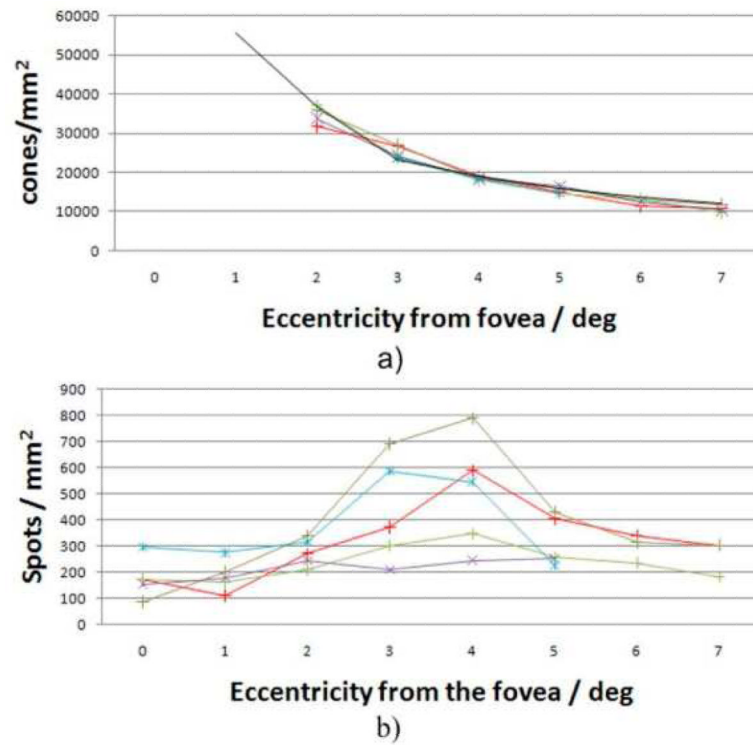 60000
50000
40000
30000
20000
10000
0
cones/mm²
0 1 2 3 4 5 6 7
Eccentricity from fovea / deg
a)
900
800
700
600
500
400
300
200
100
0
Spots / mm²
0 1 2 3 4 5 6 7
Eccentricity from the fovea / deg
b)